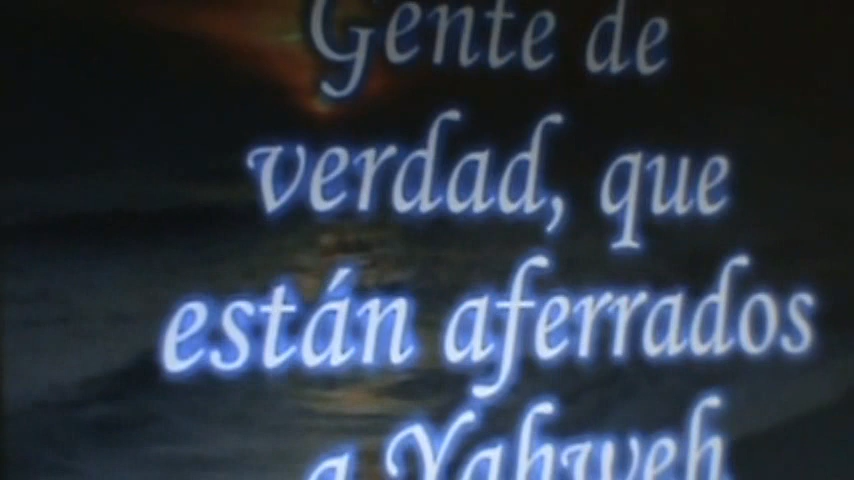 Gente de
verdad, que
están aferrados
a Yahweh